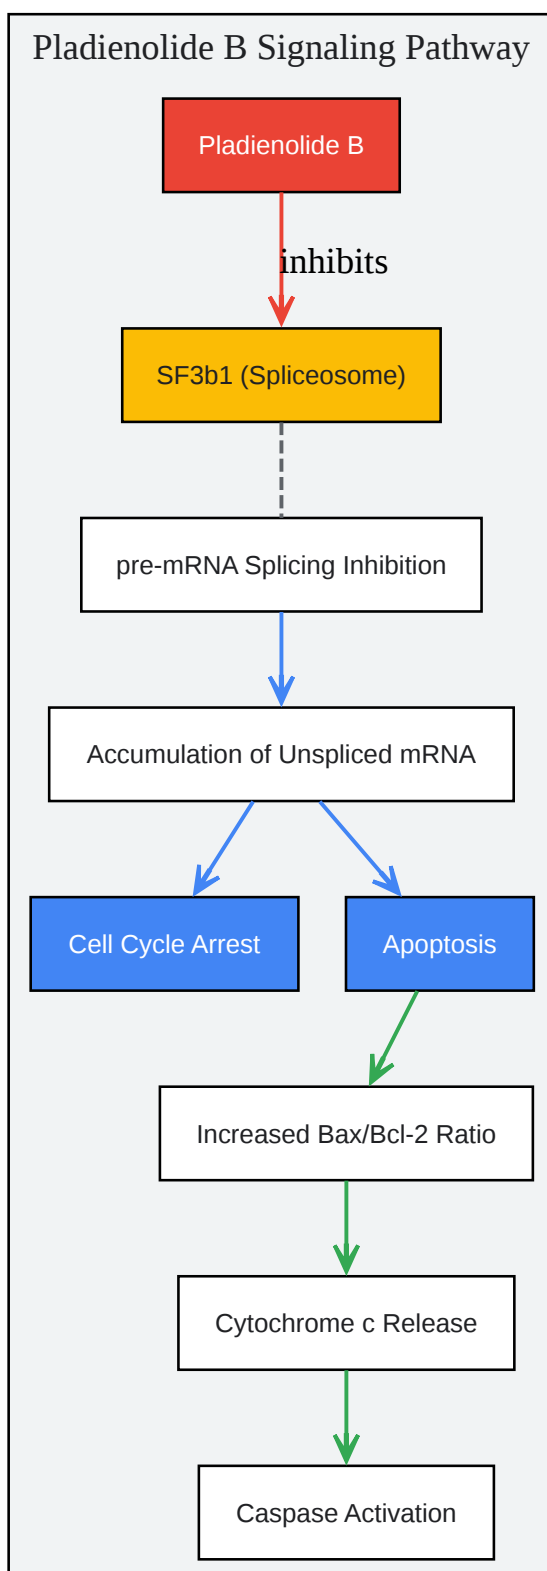 Pladienolide B Signaling Pathway
Pladienolide B
inhibits
SF3b1 (Spliceosome)
pre-mRNA Splicing Inhibition
Accumulation of Unspliced mRNA
Cell Cycle Arrest
Apoptosis
Increased Bax/Bcl-2 Ratio
Cytochrome c Release
Caspase Activation